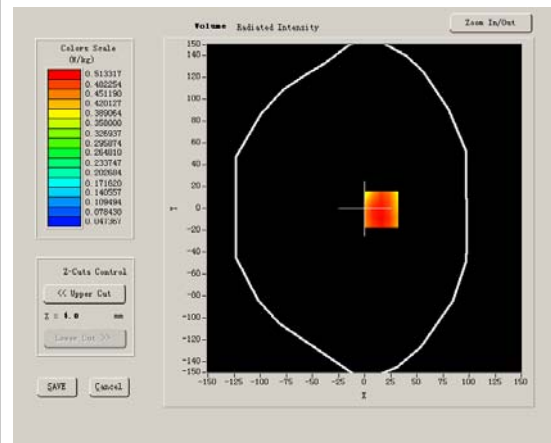 Volume Radiated Intensity
Zoom In/Out
Colors Scale
(W/kg)
0.513317
0.482254
0.451190
0.420127
0.389064
0.358000
0.326937
0.295874
0.264810
0.233747
0.202684
0.171620
0.140557
0.109494
0.078430
0.047367
Z-Cuts Control
<< Upper Cut
Z = 4.0 mm
Lower Cut >>
SAVE
Cancel
150
140
120
100
80
60
40
20
0
-20
-40
-60
-80
-100
-120
-140
-150
Y
-150 -125 -100 -75 -50 -25 0 25 50 75 100 125 150
X